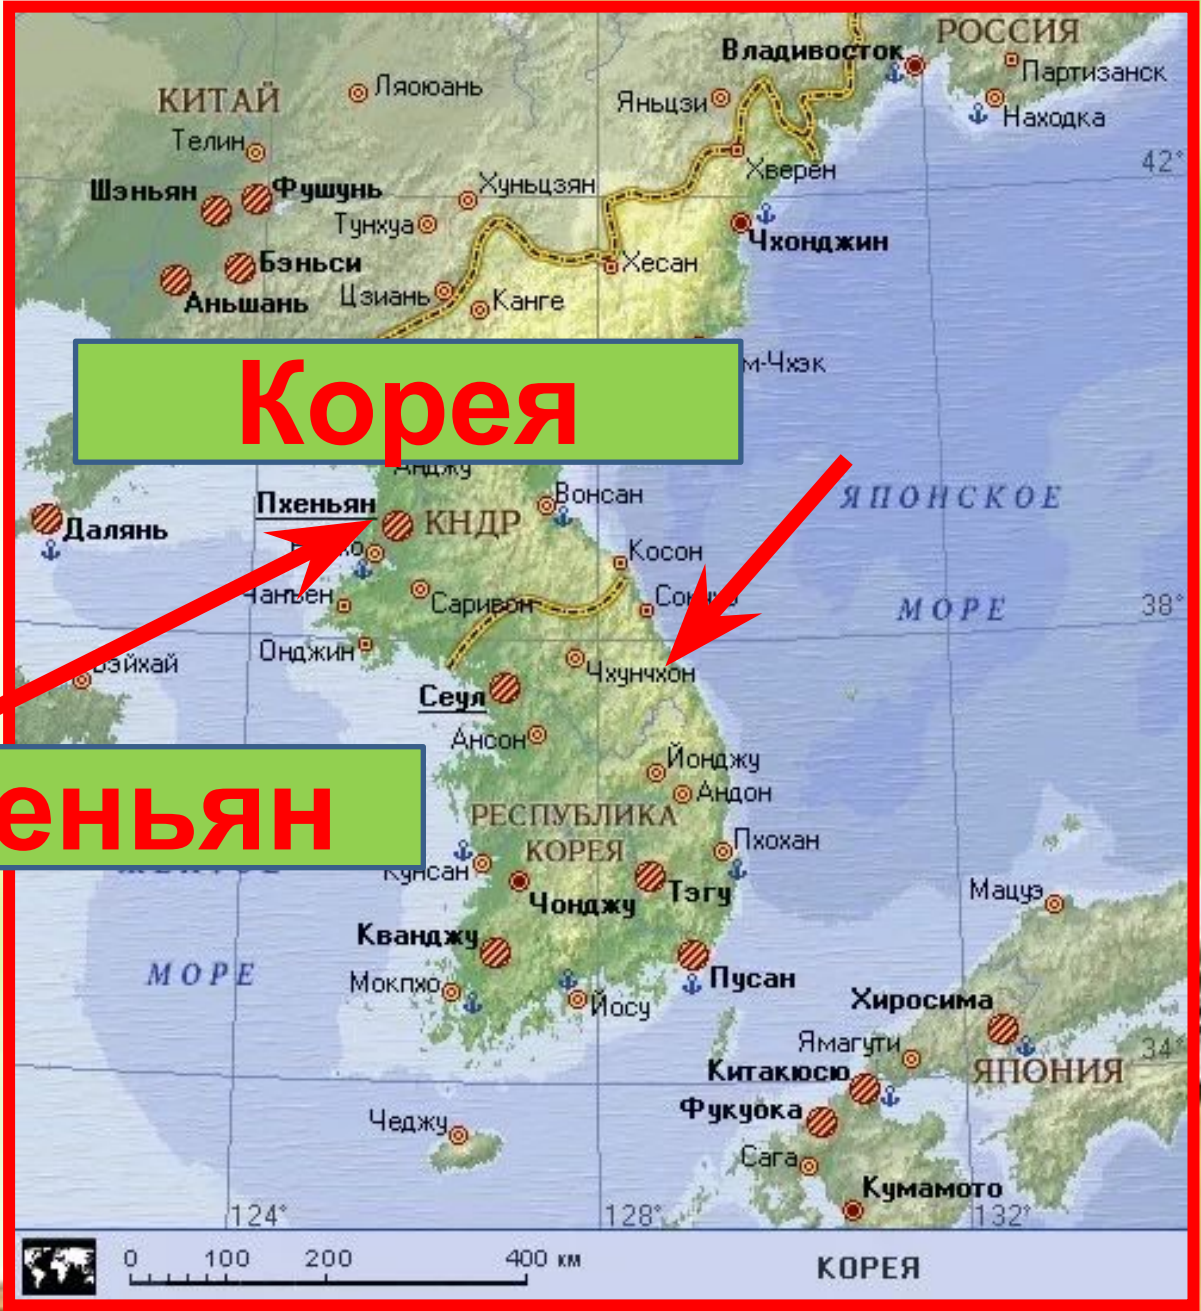 РОССИЯ
Владивосток
Партизанск
КИТАЙ
Ляоюань
Яньцзи
Находка
Телин
42°
Хверен
Шэньян
Фушунь
Хуньцзян
Тунхуа
Чхонджин
Бэньси
Хесан
Аньшань
Цзиань
Канге
м-Чхэк
Корея
Анджу
Пхеньян
Вонсан
ЯПОНСКОЕ
Далянь
КНДР
Косон
Саривон
МОРЕ
38°
Онджин
эйхай
Чхунчхон
Сеул
Ансон
Йонджу
Андон
еньян
РЕСПУБЛИКА
КОРЕЯ
Пхохан
Кунсан
Чонджу
Тэгу
Мацуэ
Кванджу
МОРЕ
Мокпхо
Йосу
Пусан
Хиросима
Ямагути
34°
Китакюсю
ЯПОНИЯ
Фукуока
Чеджу
Сага
Кумамото
124°
128°
132°
0 100 200 400 км
КОРЕЯ